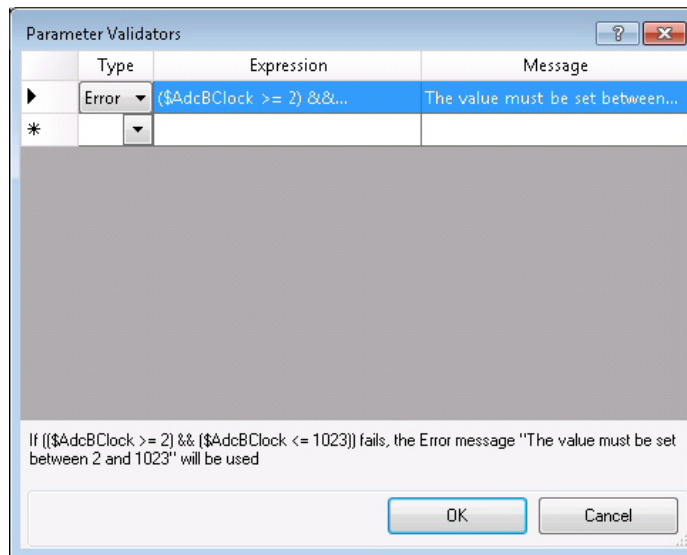 Parameter Validators
Type Expression Message
Error ($AdcBClock >= 2) &&... The value must be set between...
If (($AdcBClock >= 2) && ($AdcBClock <= 1023)) fails, the Error message "The value must be set
between 2 and 1023" will be used
OK Cancel